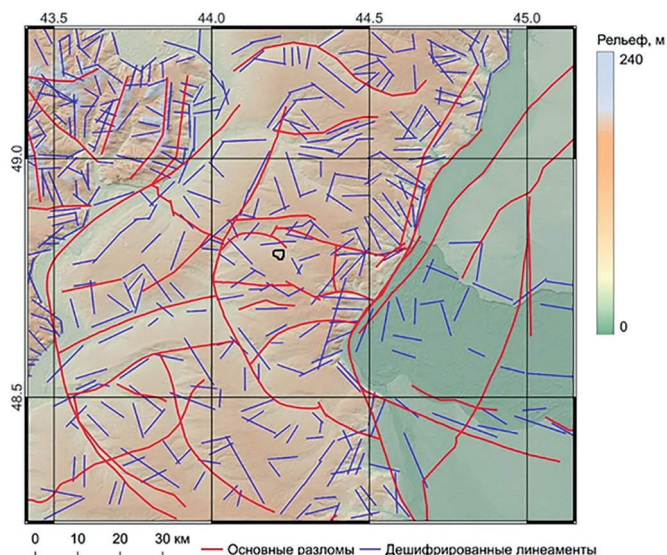 43.5 44.0 44.5 45.0
Рельеф, м
240
49.0
0
48.5
0 10 20 30 км
Основные разломы Дешифрированные линеаменты